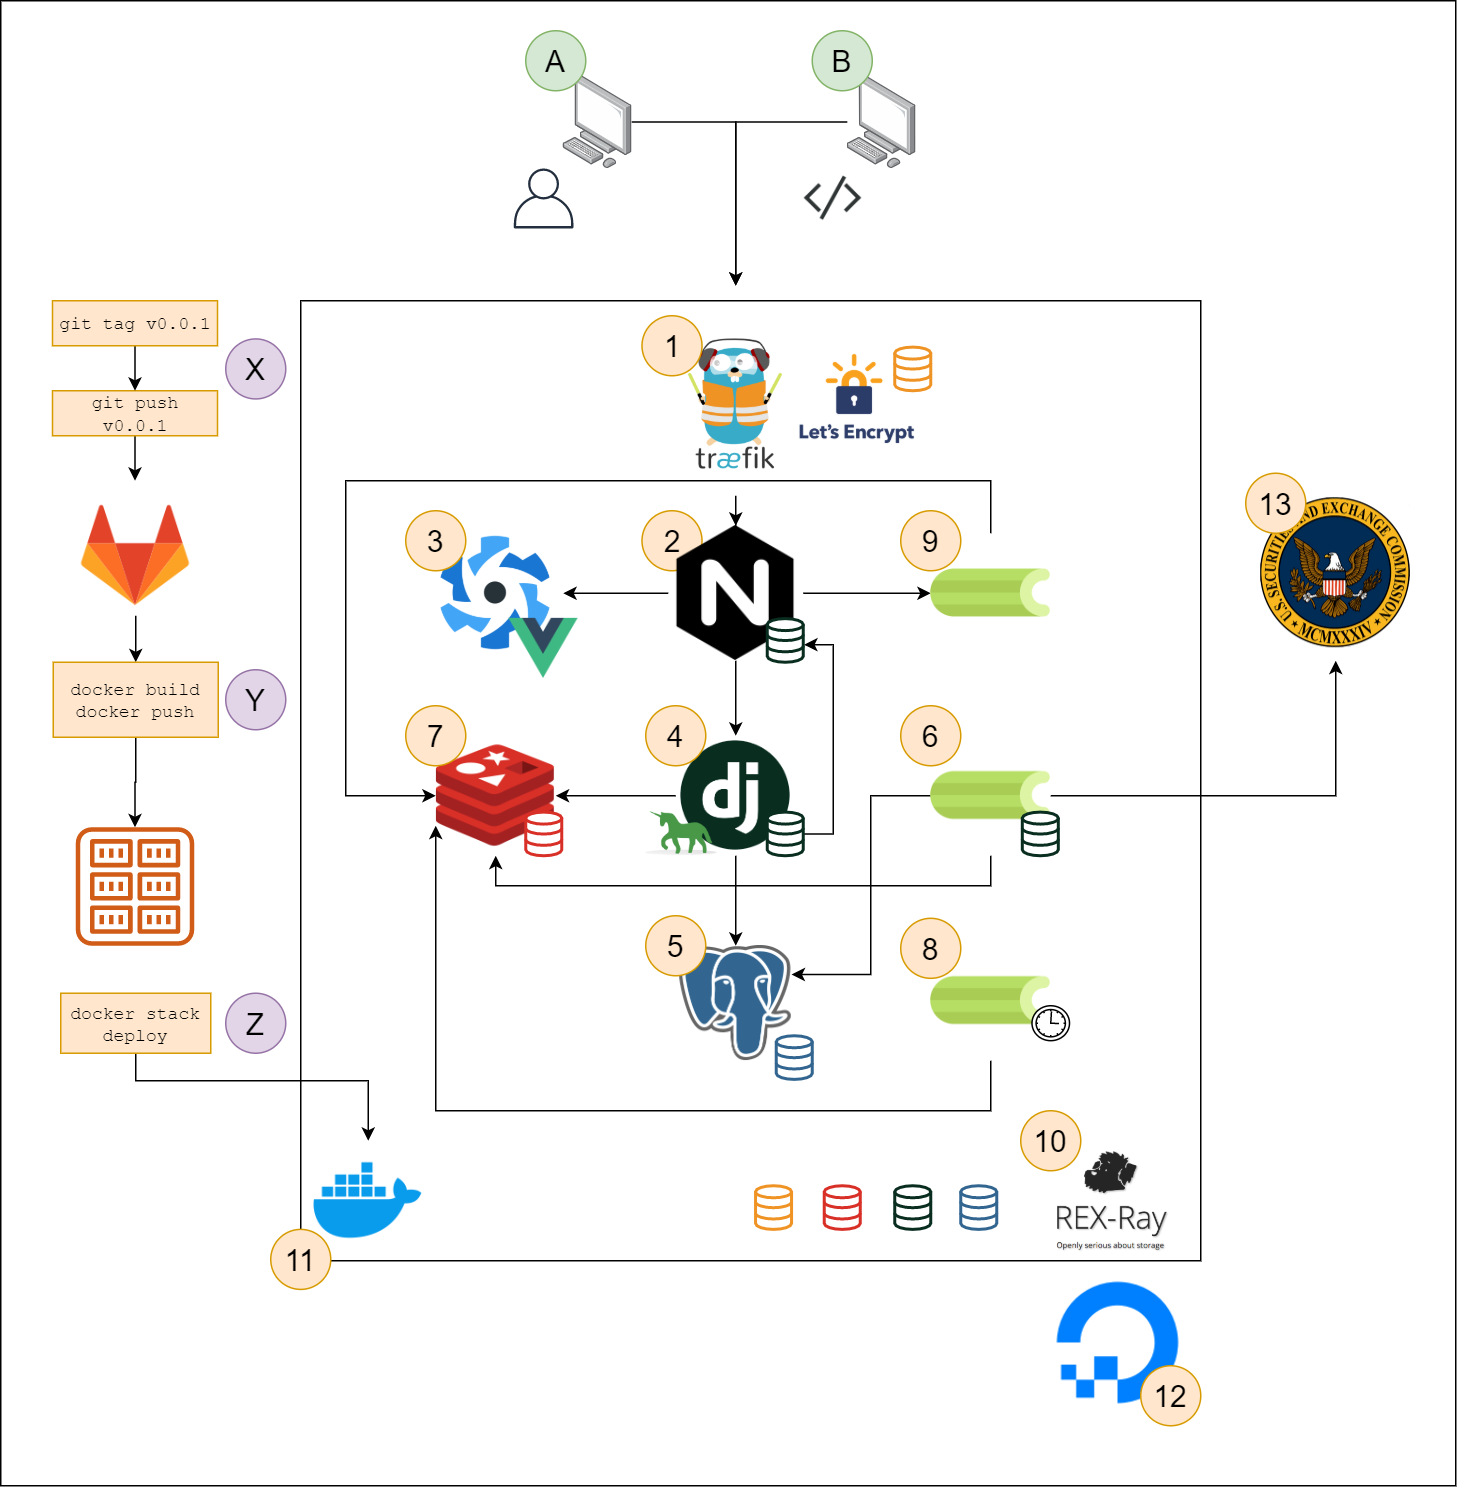 A
B
git tag v0.0.1
X
git push
v0.0.1
1
træfik
Let's Encrypt
3
2
N
9
13
U.S. SECURITIES AND EXCHANGE COMMISSION
MCMXXXIV
docker build
docker push
Y
7
4
dj
6
5
8
docker stack
deploy
Z
10
REX-Ray
Openly serious about storage
11
12